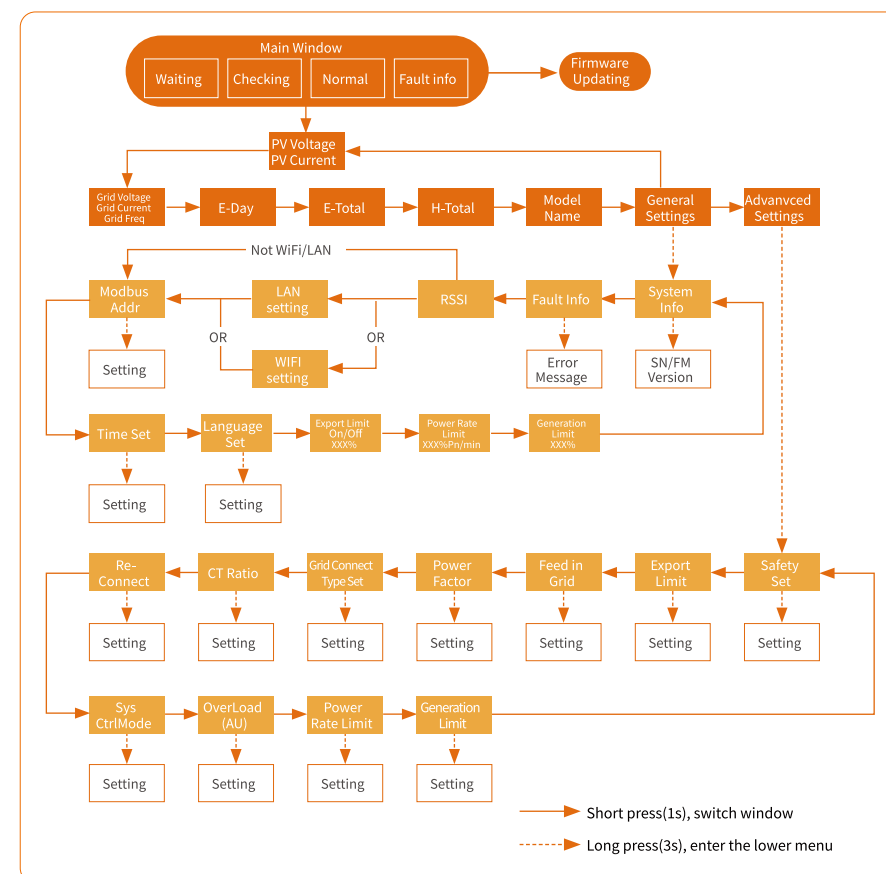 Main Window
Waiting
Checking
Normal
Fault info
Firmware
Updating
PV Voltage
PV Current
Grid Voltage
Grid Current
Grid Freq
E-Day
E-Total
H-Total
Model
Name
General
Settings
Advanvced
Settings
Not WiFi/LAN
Modbus
Addr
LAN
setting
RSSI
Fault Info
System
Info
OR
OR
Setting
WIFI
setting
Error
Message
SN/FM
Version
Time Set
Language
Set
Export Limit
On/Off
XXX%
Power Rate
Limit
XXX%Pn/min
Generation
Limit
XXX%
Setting
Setting
Re-
Connect
CT Ratio
Grid Connect
Type Set
Power
Factor
Feed in
Grid
Export
Limit
Safety
Set
Setting
Setting
Setting
Setting
Setting
Setting
Setting
Sys
CtrlMode
OverLoad
(AU)
Power
Rate Limit
Generation
Limit
Setting
Setting
Setting
Setting
Short press(1s), switch window
Long press(3s), enter the lower menu